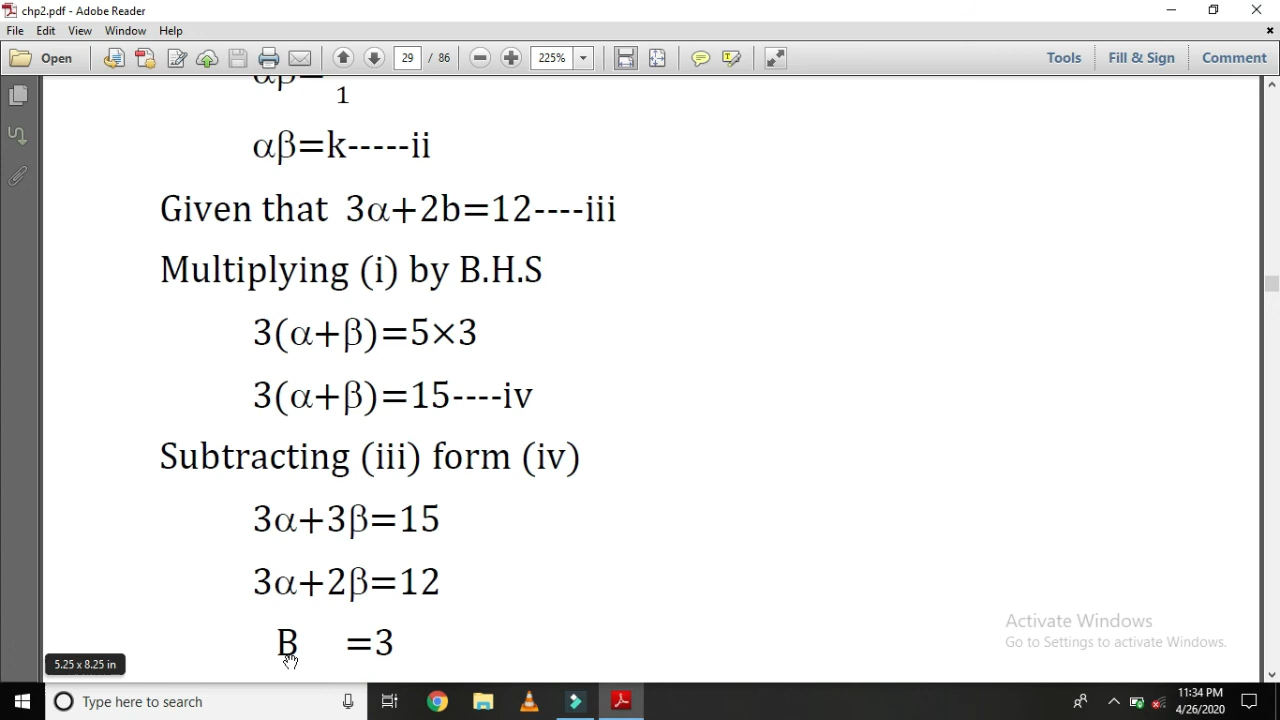 chp2.pdf - Adobe Reader
File Edit View Window Help
Open 29 / 86 225% Tools Fill & Sign Comment
αβ=
1
αβ=k-----ii
Given that 3α+2b=12----iii
Multiplying (i) by B.H.S
3(α+β)=5×3
3(α+β)=15----iv
Subtracting (iii) form (iv)
3α+3β=15
3α+2β=12
B =3
Activate Windows
Go to Settings to activate Windows.
5.25 x 8.25 in
Type here to search
11:34 PM
4/26/2020